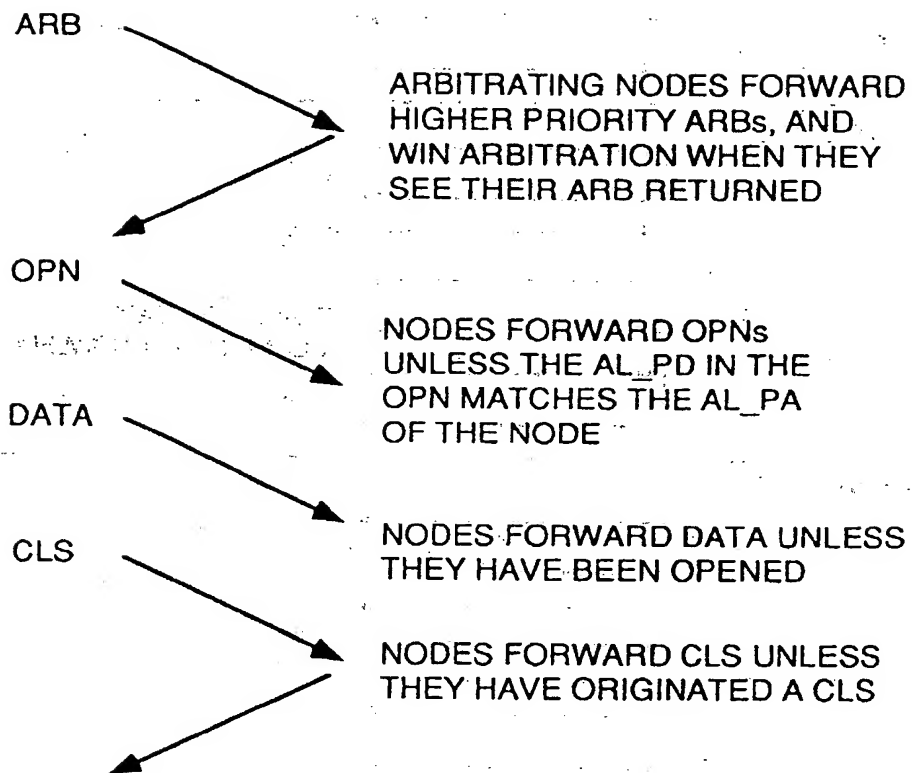 ARB
ARBITRATING NODES FORWARD
HIGHER PRIORITY ARBs, AND
WIN ARBITRATION WHEN THEY
SEE THEIR ARB RETURNED
OPN
NODES FORWARD OPNs
UNLESS THE AL_PD IN THE
OPN MATCHES THE AL_PA
OF THE NODE
DATA
NODES FORWARD DATA UNLESS
THEY HAVE BEEN OPENED
CLS
NODES FORWARD CLS UNLESS
THEY HAVE ORIGINATED A CLS